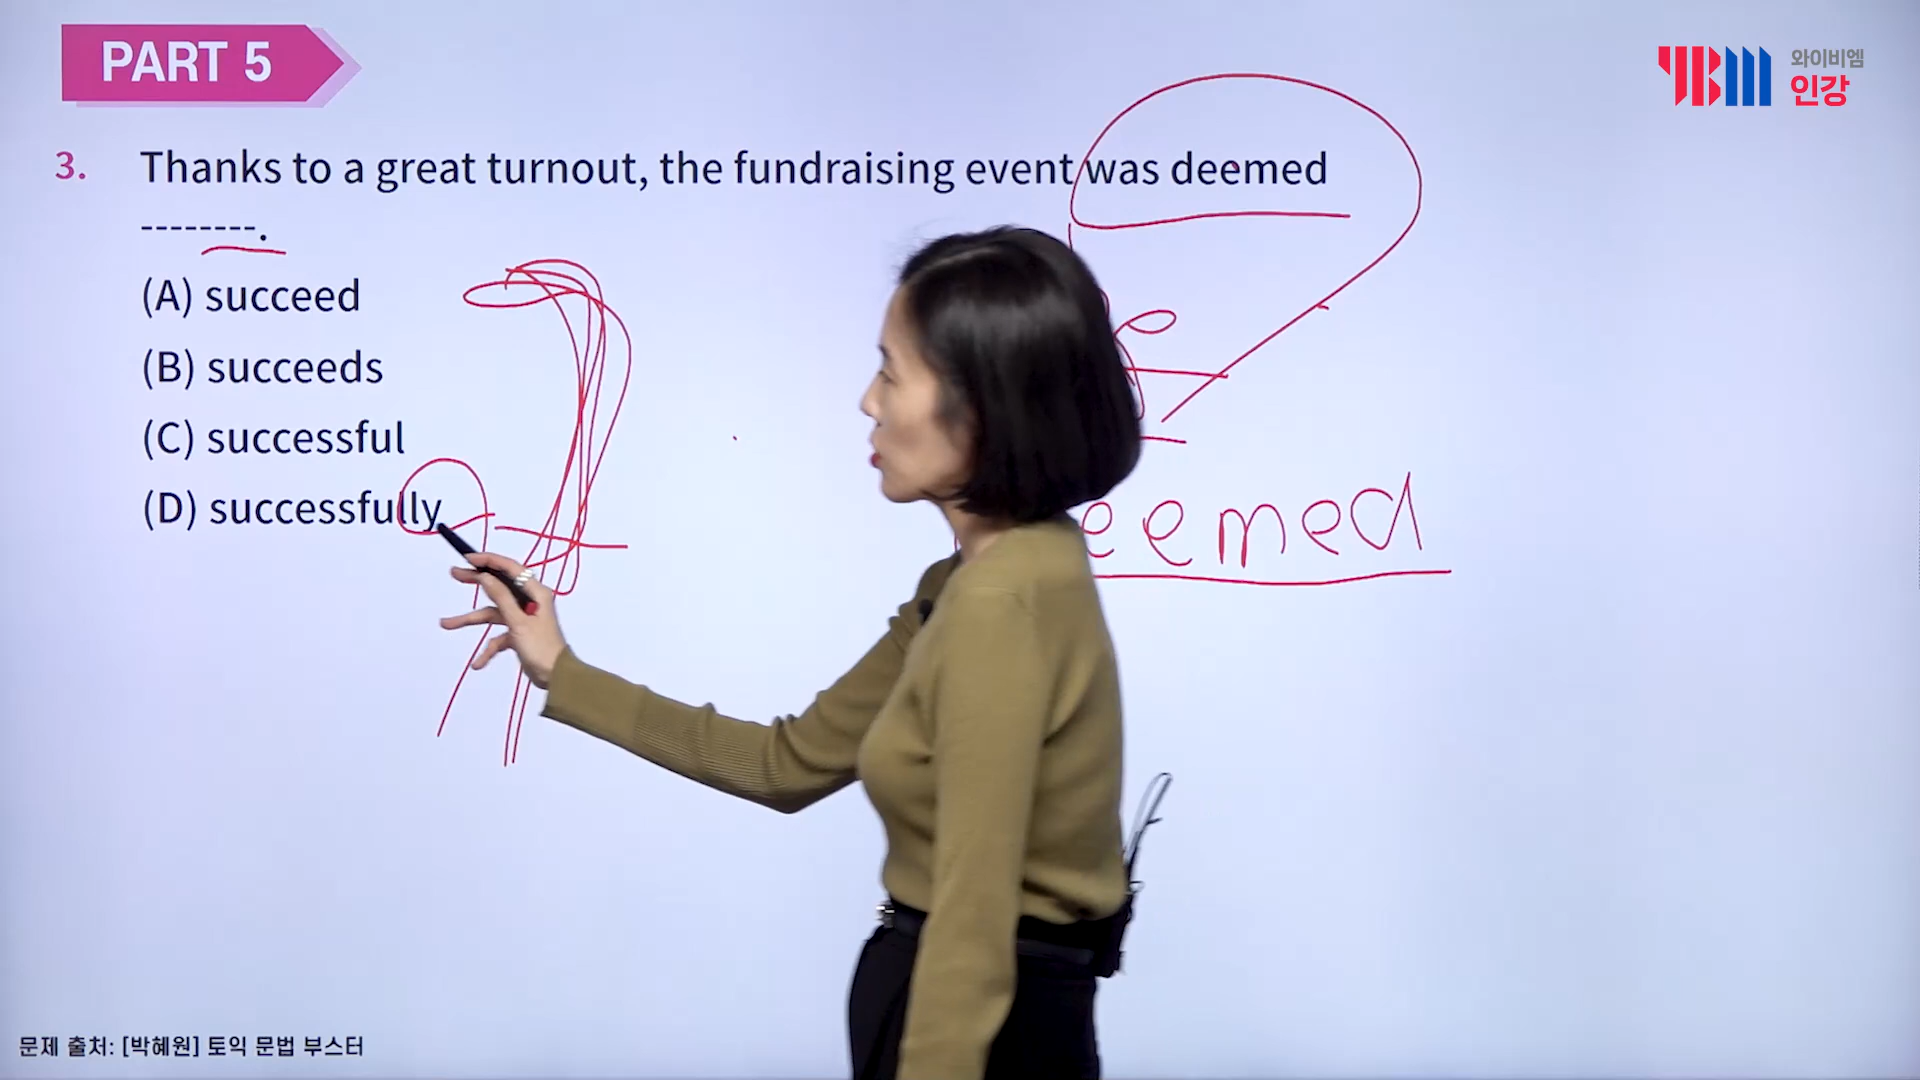 PART 5
YBM 와이비엠
인강
3. Thanks to a great turnout, the fundraising event was deemed
--------.
(A) succeed
(B) succeeds
(C) successful
(D) successfully
eemed
문제 출처: [박혜원] 토익 문법 부스터